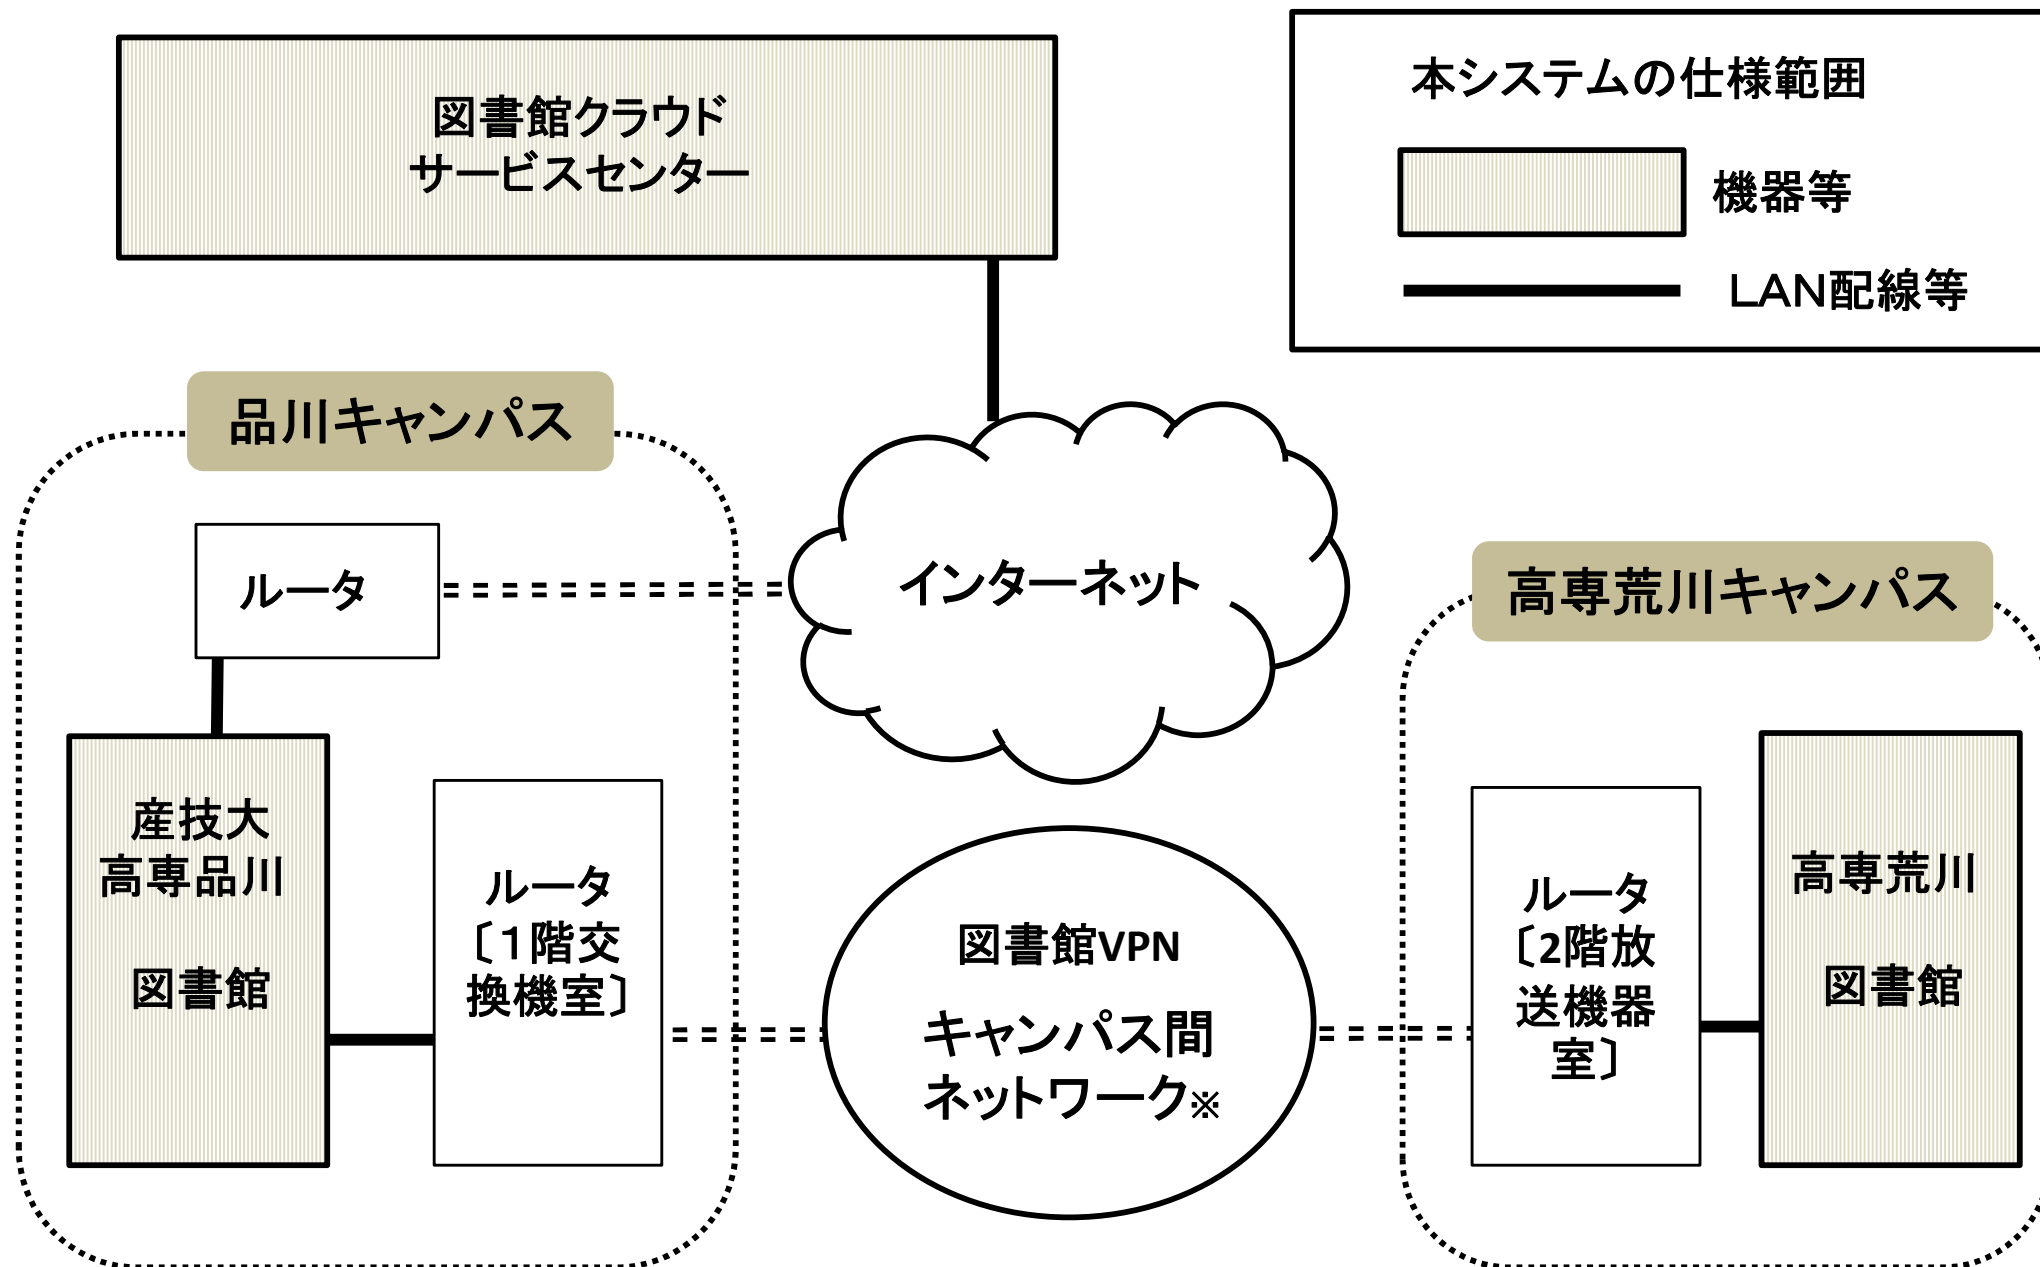 図書館クラウド
サービスセンター
本システムの仕様範囲
機器等
LAN配線等
品川キャンパス
ルータ
産技大
高専品川
図書館
ルータ
〔1階交
換機室〕
インターネット
図書館VPN
キャンパス間
ネットワーク※
高専荒川キャンパス
ルータ
〔2階放
送機器
室〕
高専荒川
図書館